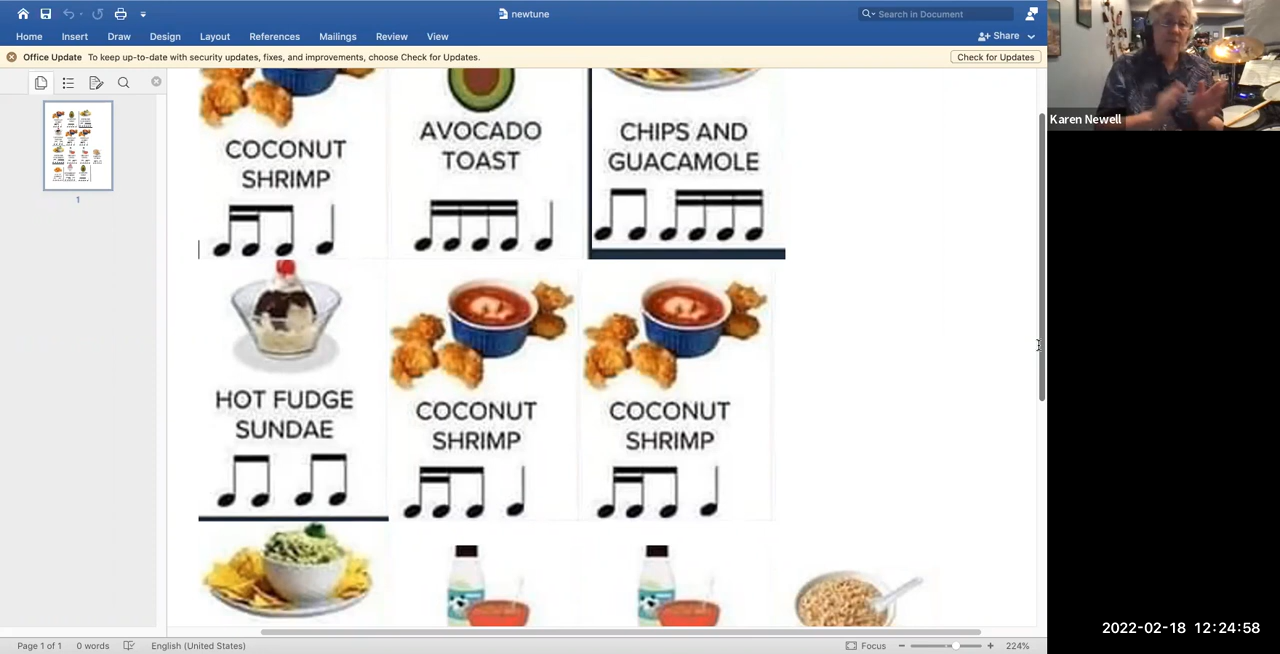 newtune
Search in Document
Home Insert Draw Design Layout References Mailings Review View
Share
Office Update To keep up-to-date with security updates, fixes, and improvements, choose Check for Updates.
Check for Updates
1
COCONUT
SHRIMP
AVOCADO
TOAST
CHIPS AND
GUACAMOLE
HOT FUDGE
SUNDAE
COCONUT
SHRIMP
COCONUT
SHRIMP
Karen Newell
2022-02-18 12:24:58
Page 1 of 1 0 words English (United States)
Focus
224%